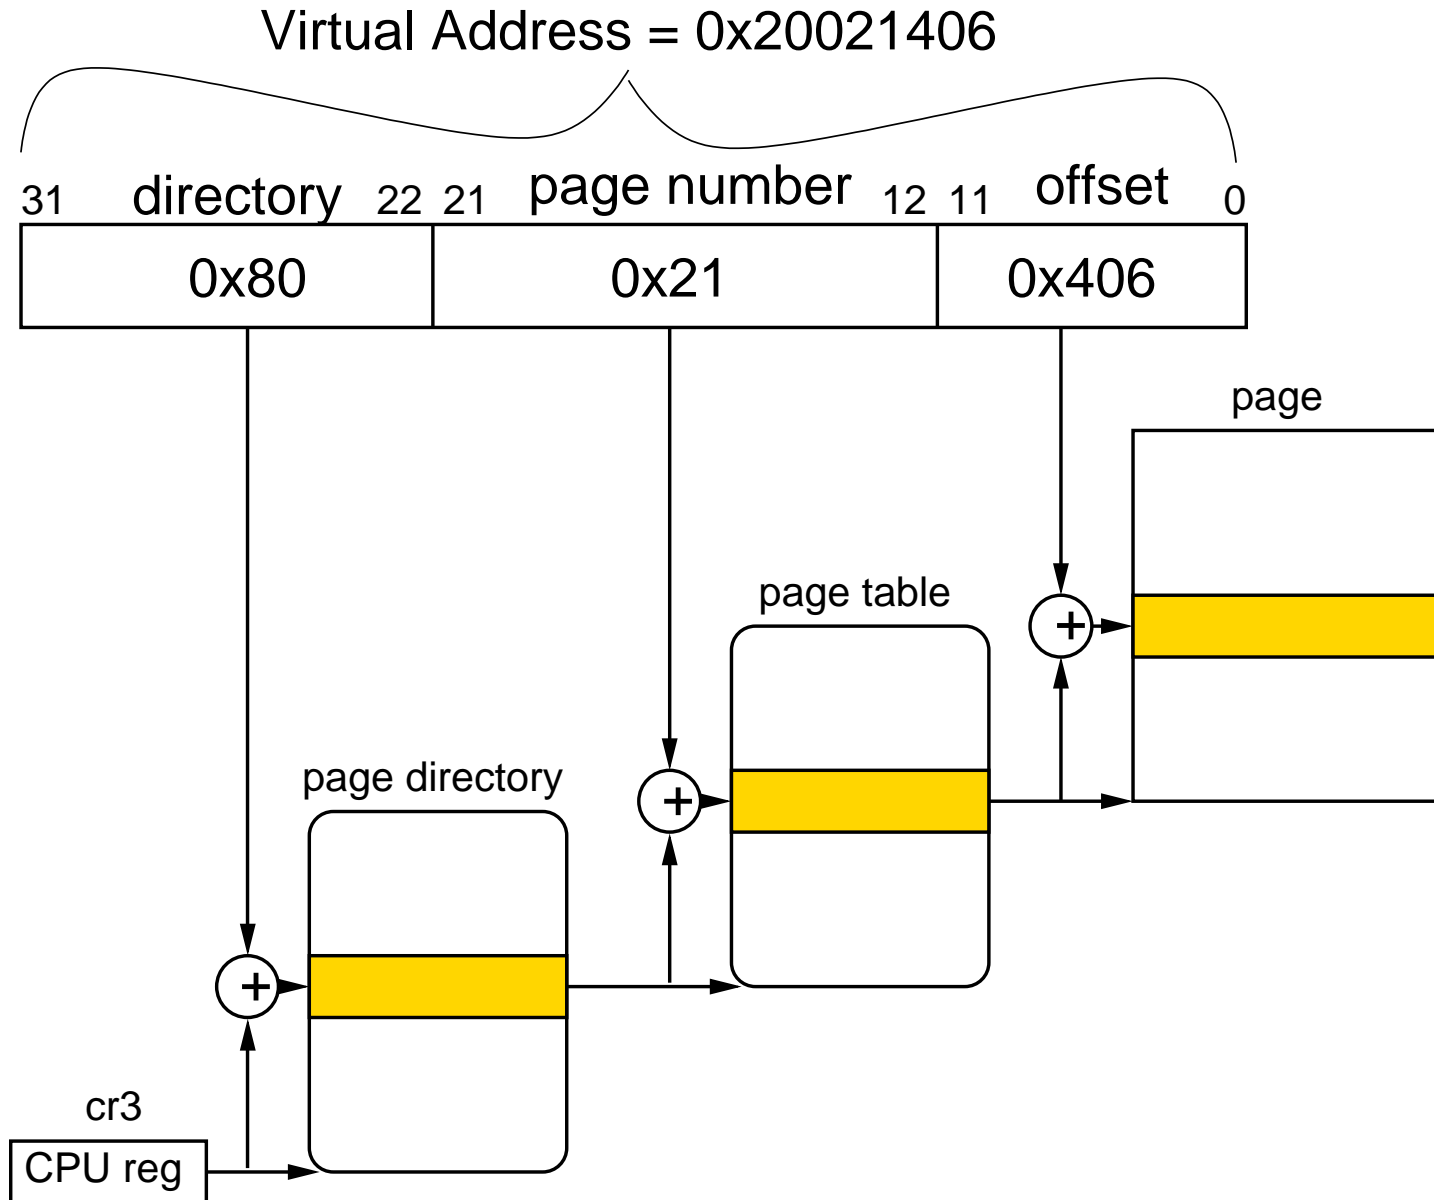 Virtual Address = 0x20021406
31 directory 22 21 page number 12 11 offset 0
0x80 0x21 0x406
page
page table
+
page directory
+
+
cr3
CPU reg